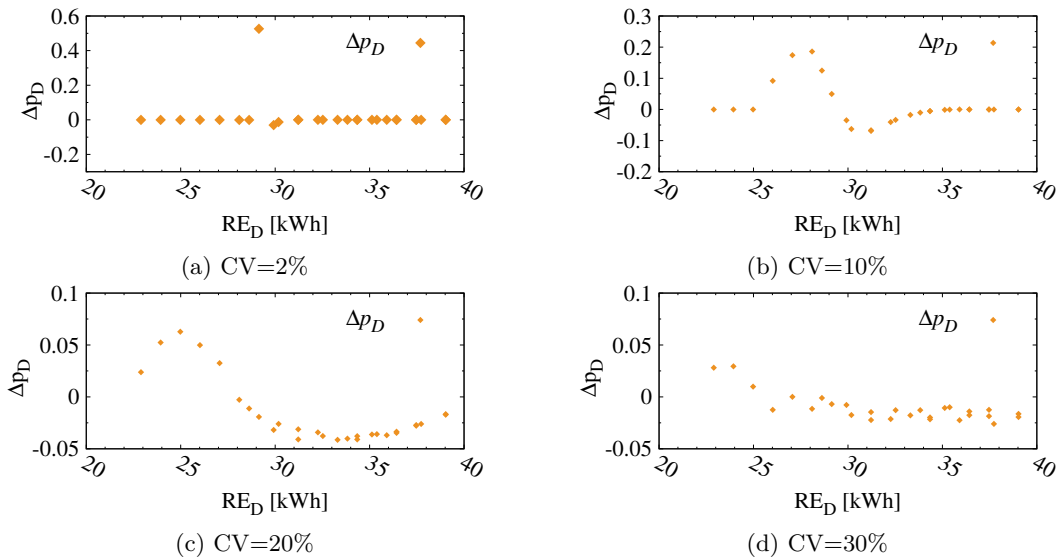 0.6
0.4
0.2
0
-0.2
Δp_D
Δp_D
20 25 30 35 40
RE_D [kWh]
(a) CV=2%
0.3
0.2
0.1
0
-0.1
-0.2
Δp_D
Δp_D
20 25 30 35 40
RE_D [kWh]
(b) CV=10%
0.1
0.05
0
-0.05
Δp_D
Δp_D
20 25 30 35 40
RE_D [kWh]
(c) CV=20%
0.1
0.05
0
-0.05
Δp_D
Δp_D
20 25 30 35 40
RE_D [kWh]
(d) CV=30%